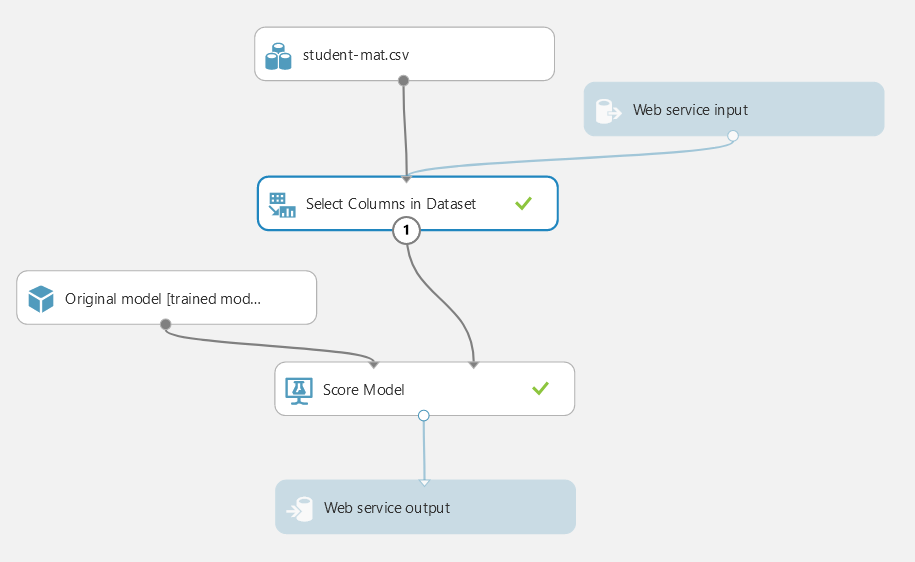 student-mat.csv
Web service input
Select Columns in Dataset
1
Original model [trained mod...
Score Model
Web service output